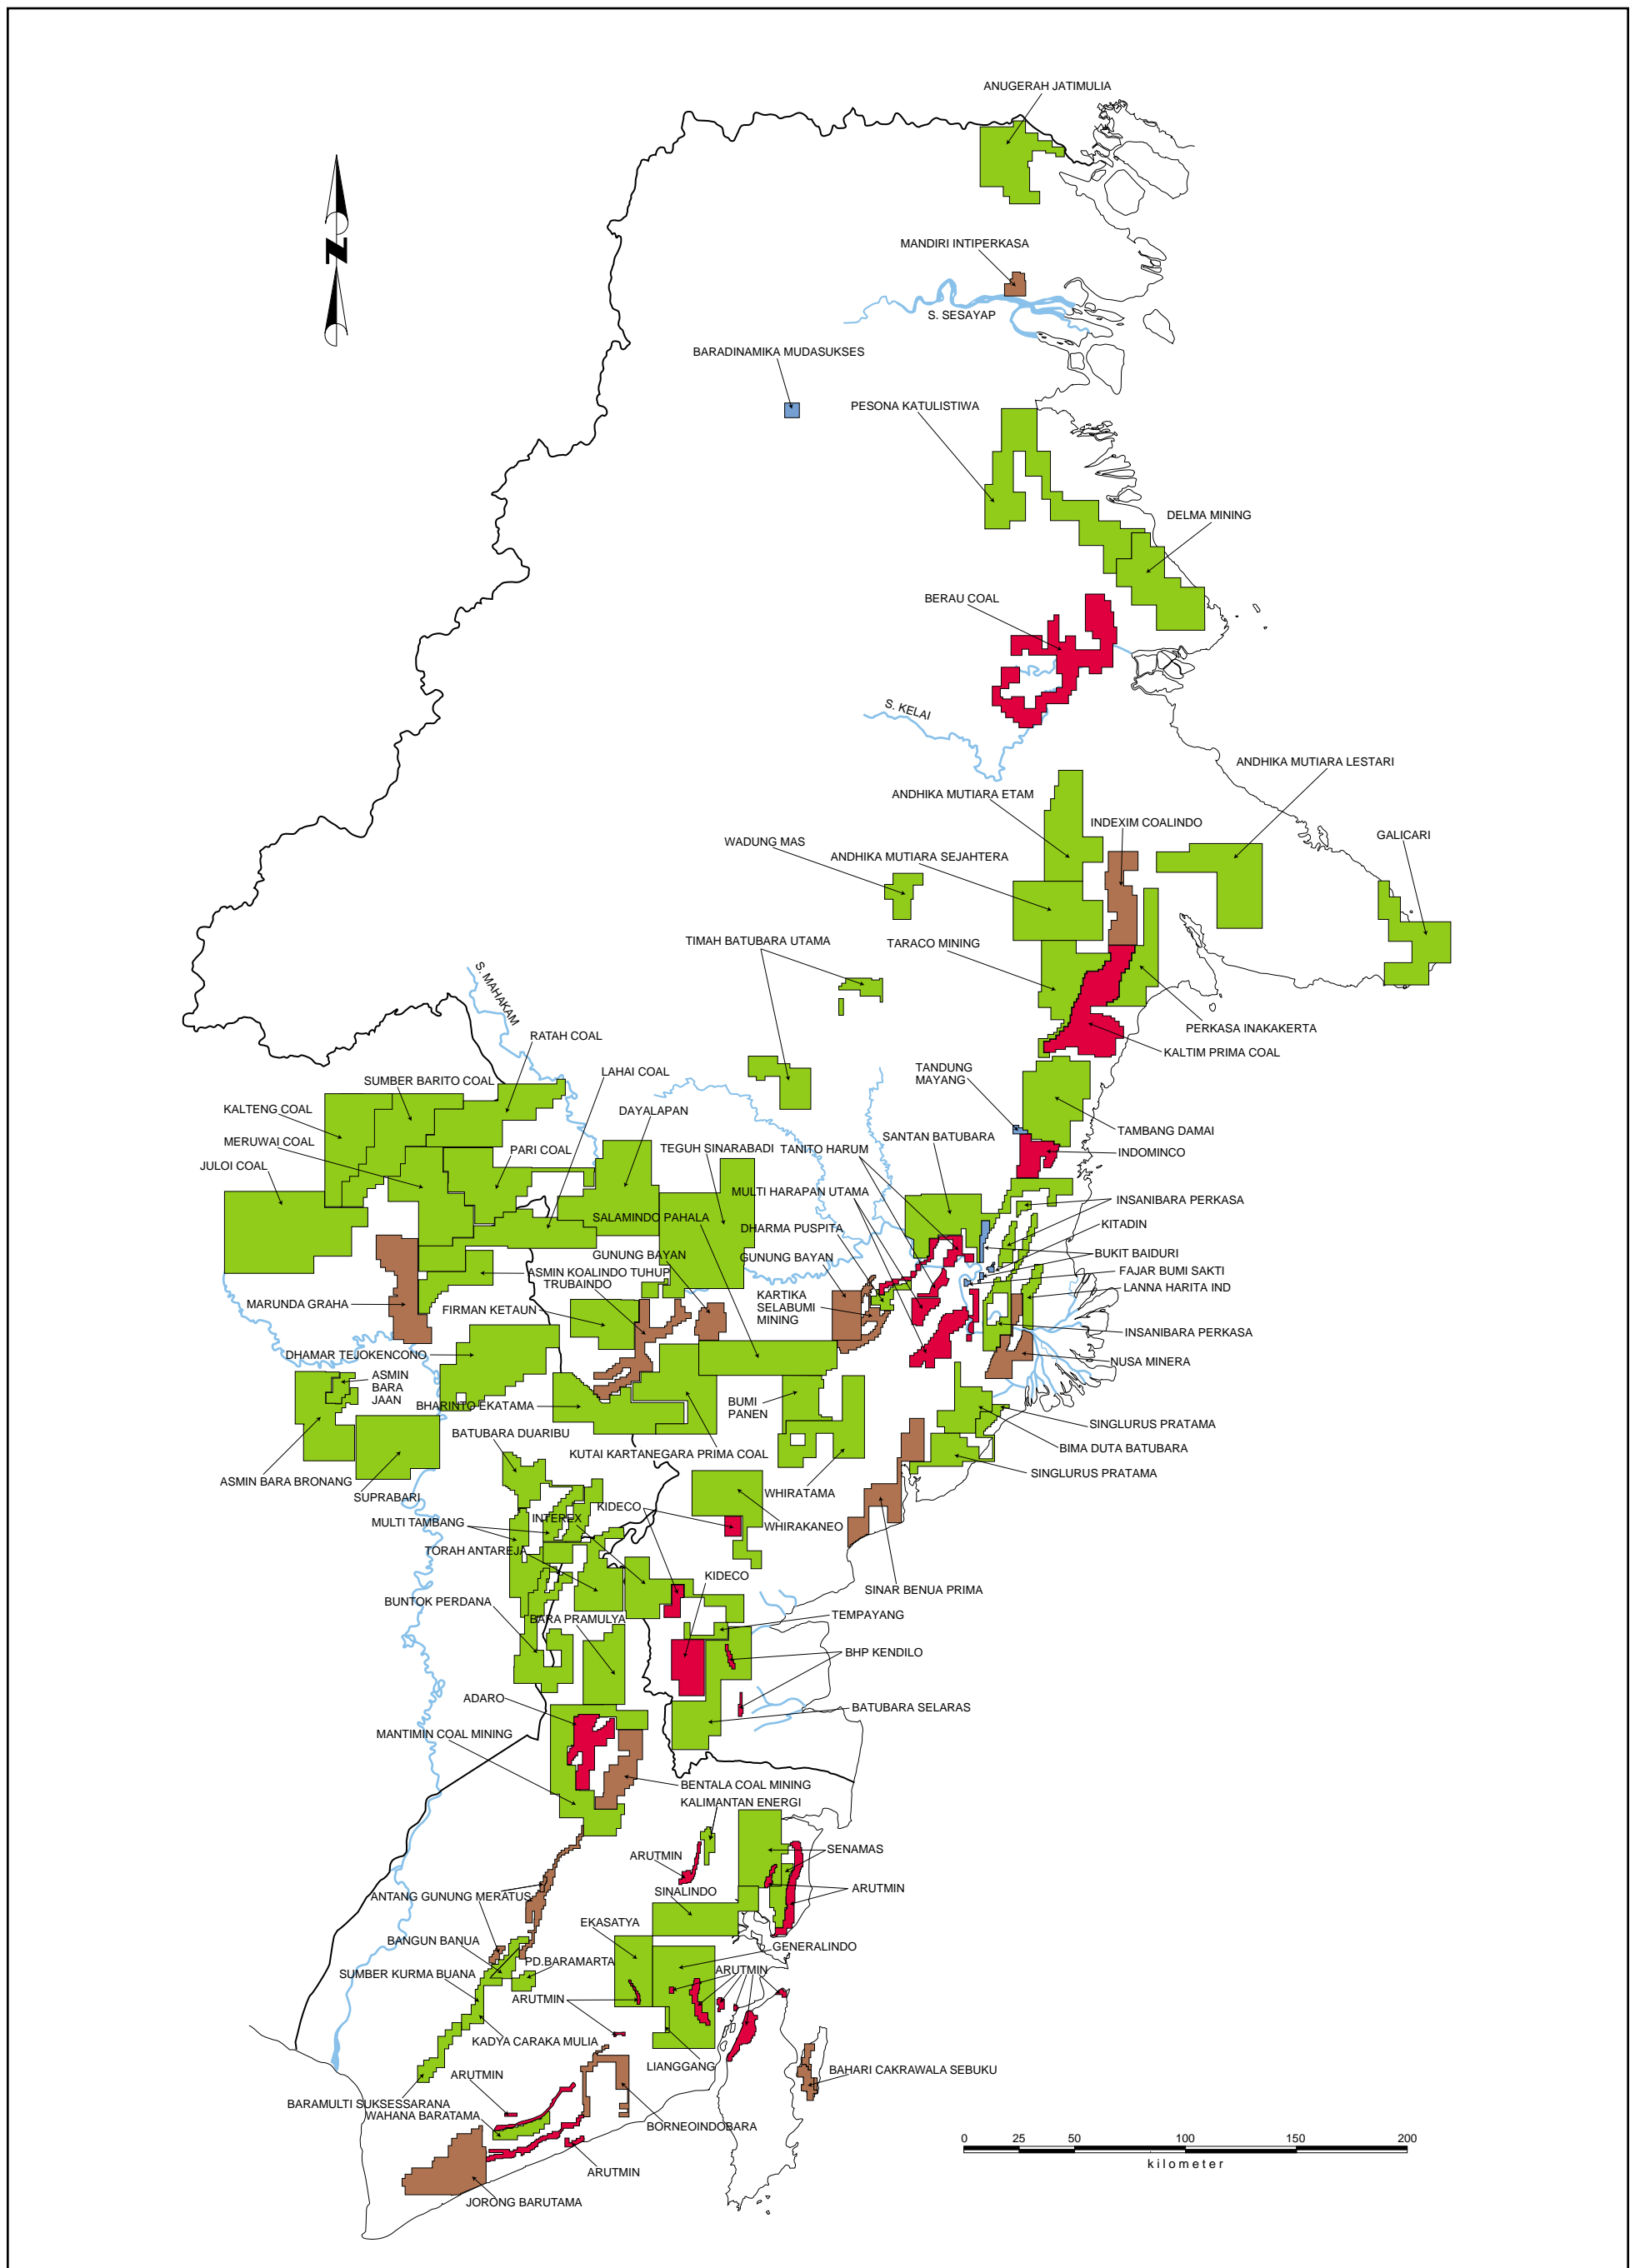 ANUGERAH JATIMULIA
N
MANDIRI INTIPERKASA
S. SESAYAP
BARADINAMIKA MUDASUKSES
PESONA KATULISTIWA
DELMA MINING
BERAU COAL
S. KELAI
ANDHIKA MUTIARA LESTARI
ANDHIKA MUTIARA ETAM
INDEXIM COALINDO
GALICARI
WADUNG MAS
ANDHIKA MUTIARA SEJAHTERA
TIMAH BATUBARA UTAMA
TARACO MINING
S. MAHAKAM
PERKASA INAKAKERTA
RATAH COAL
KALTIM PRIMA COAL
LAHAI COAL
TANDUNG
MAYANG
SUMBER BARITO COAL
KALTENG COAL
DAYALAPAN
TAMBANG DAMAI
SANTAN BATUBARA
MERUWAI COAL
PARI COAL
TEGUH SINARABADI
TANITO HARUM
INDOMINCO
JULOI COAL
MULTI HARAPAN UTAMA
INSANIBARA PERKASA
SALAMINDO PAHALA
DHARMA PUSPITA
KITADIN
GUNUNG BAYAN
GUNUNG BAYAN
BUKIT BAIDURI
ASMIN KOALINDO TUHUP
FAJAR BUMI SAKTI
TRUBAINDO
LANNA HARITA IND
MARUNDA GRAHA
FIRMAN KETAUN
KARTIKA
SELABUMI
MINING
INSANIBARA PERKASA
DHAMAR TEJOKENCONO
NUSA MINERA
ASMIN
BARA
JAAN
BHARINTO EKATAMA
BUMI
PANEN
SINGLURUS PRATAMA
BATUBARA DUARIBU
BIMA DUTA BATUBARA
KUTAI KARTANEGARA PRIMA COAL
SINGLURUS PRATAMA
ASMIN BARA BRONANG
WHIRATAMA
SUPRABARI
KIDECO
INTEREX
MULTI TAMBANG
WHIRAKANEO
TORAH ANTAREJA
KIDECO
SINAR BENUA PRIMA
BUNTOK PERDANA
BARA PRAMULYA
TEMPAYANG
BHP KENDILO
ADARO
BATUBARA SELARAS
MANTIMIN COAL MINING
BENTALA COAL MINING
KALIMANTAN ENERGI
SENAMAS
ARUTMIN
ARUTMIN
SINALINDO
ANTANG GUNUNG MERATUS
EKASATYA
BANGUN BANUA
GENERALINDO
PD.BARAMARTA
SUMBER KURMA BUANA
ARUTMIN
ARUTMIN
KADYA CARAKA MULIA
LIANGGANG
BAHARI CAKRAWALA SEBUKU
ARUTMIN
BARAMULTI SUKSESSARANA
WAHANA BARATAMA
BORNEOINDOBARA
0 25 50 100 150 200
kilometer
ARUTMIN
JORONG BARUTAMA